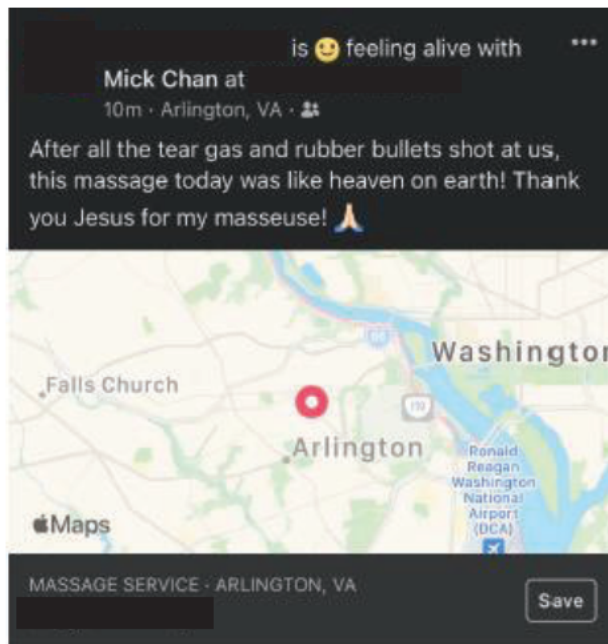 is 🙂 feeling alive with
Mick Chan at
10m · Arlington, VA ·
After all the tear gas and rubber bullets shot at us,
this massage today was like heaven on earth! Thank
you Jesus for my masseuse! 🙏
Washington
Falls Church
Arlington
Ronald
Reagan
Washington
National
Airport
(DCA)
Maps
MASSAGE SERVICE · ARLINGTON, VA
Save